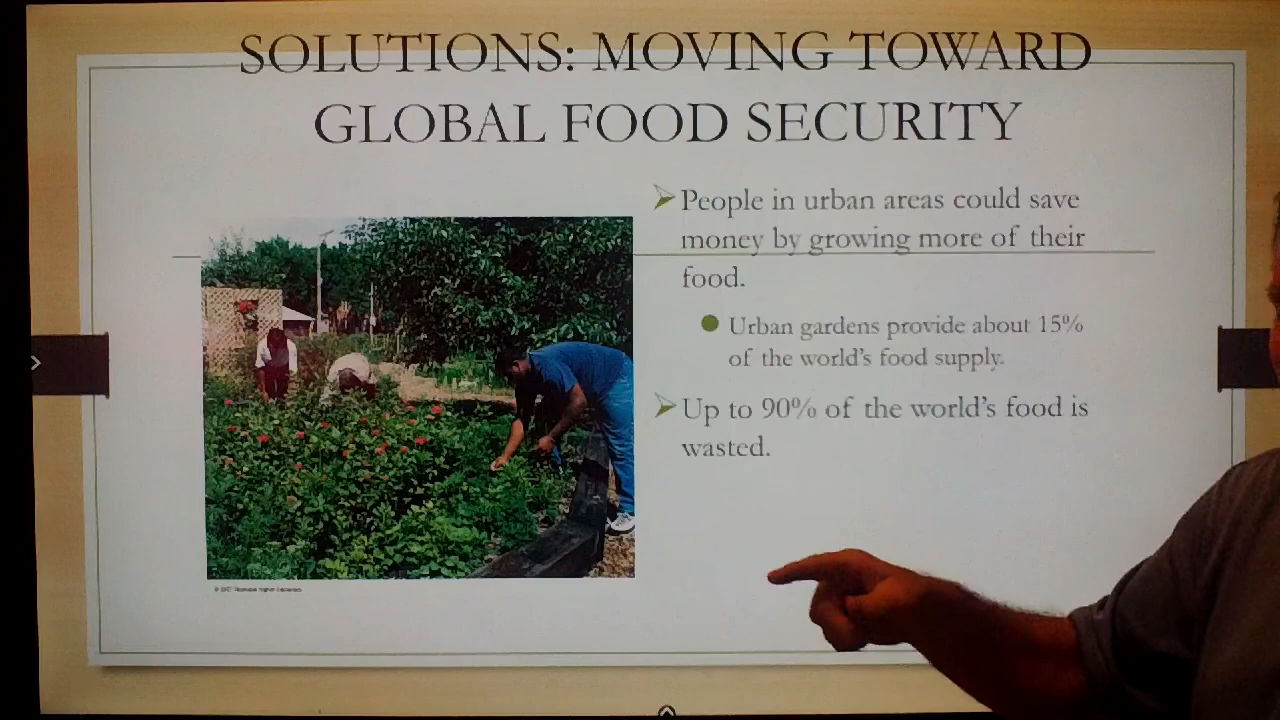 SOLUTIONS: MOVING TOWARD
GLOBAL FOOD SECURITY
People in urban areas could save
money by growing more of their
food.
Urban gardens provide about 15%
of the world's food supply.
Up to 90% of the world's food is
wasted.